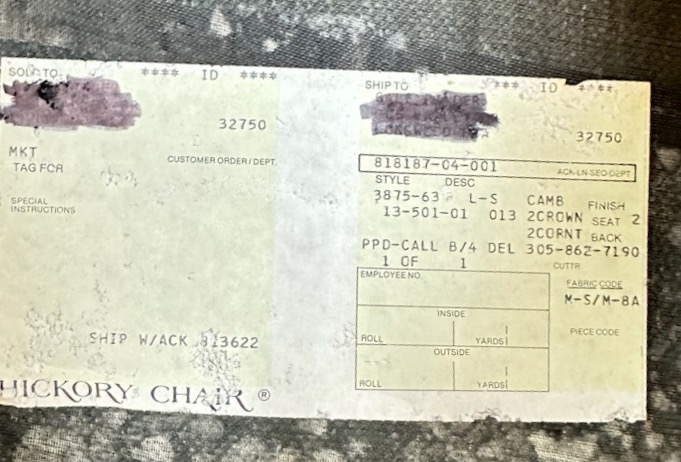 SOLD TO
**** ID ****
32750
MKT
TAG FOR
CUSTOMER ORDER/DEPT.
SPECIAL
INSTRUCTIONS
SHIP W/ACK 813622
HICKORY CHAIR ®
SHIP TO
*** ID ****
32750
818187-04-001 ACK-LN-SEQ-DEPT
STYLE DESC
3875-63 L-S CAMB FINISH
13-501-01 013 2CROWN SEAT 2
2CORNT BACK
PPD-CALL B/4 DEL 305-862-7190
1 OF 1 CUTTR
EMPLOYEE NO.
FABRIC CODE
M-S/M-8A
INSIDE
ROLL YARDS
PIECE CODE
OUTSIDE
ROLL YARDS